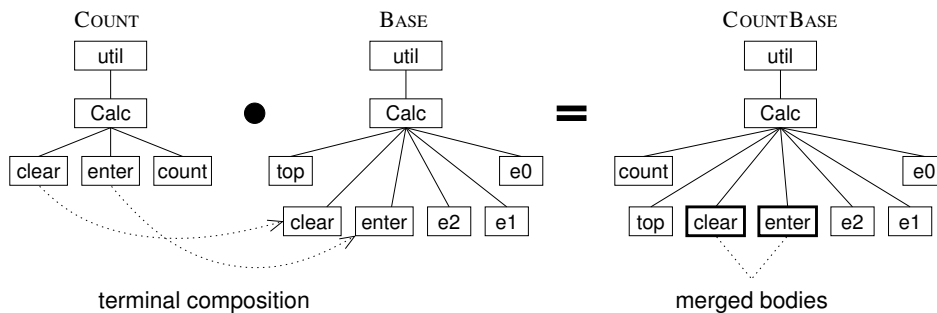 COUNT BASE COUNTBASE
util util util
Calc ● Calc = Calc
clear enter count top e0 count e0
clear enter e2 e1 top clear enter e2 e1
terminal composition merged bodies